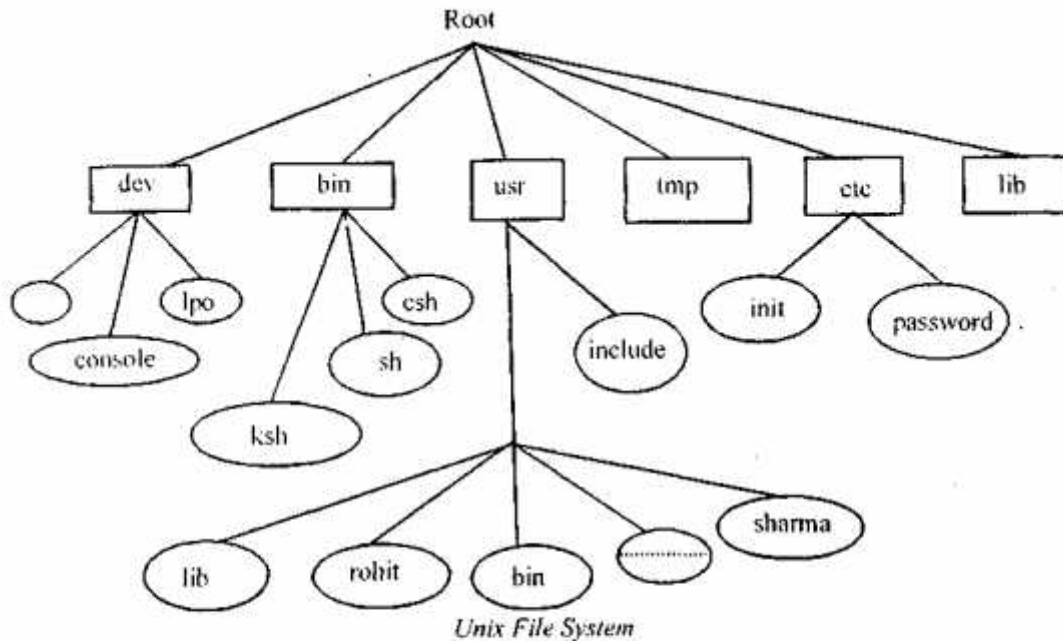 Root
dev
bin
usr
tmp
etc
lib
lpo
csh
init
password
console
sh
include
ksh
sharma
lib
rohit
bin
Unix File System